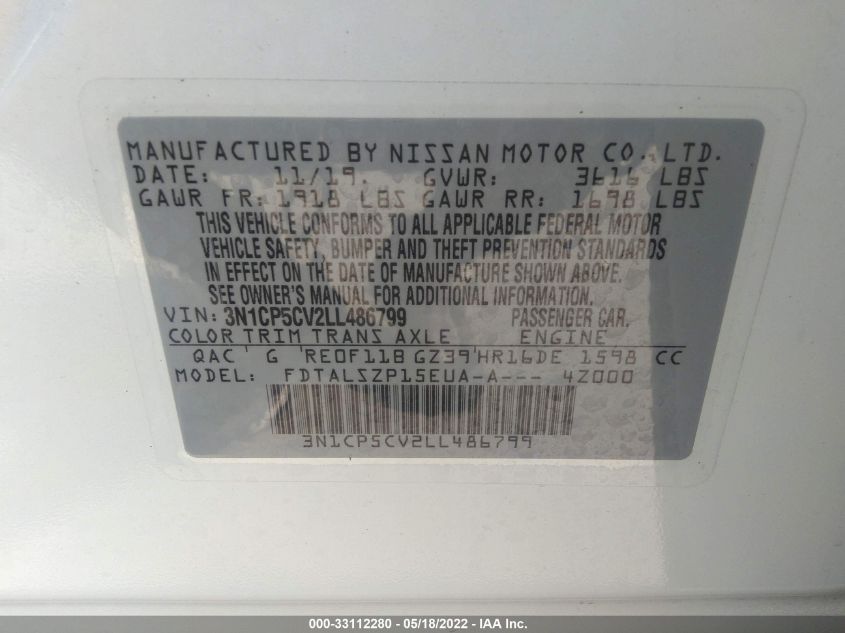 MANUFACTURED BY NISSAN MOTOR CO., LTD.
DATE: 11/19. GVWR: 3616 LBS
GAWR FR: 1918 LBS GAWR RR: 1698 LBS
THIS VEHICLE CONFORMS TO ALL APPLICABLE FEDERAL MOTOR
VEHICLE SAFETY, BUMPER AND THEFT PREVENTION STANDARDS
IN EFFECT ON THE DATE OF MANUFACTURE SHOWN ABOVE.
SEE OWNER'S MANUAL FOR ADDITIONAL INFORMATION.
VIN: 3N1CP5CV2LL486799 PASSENGER CAR.
COLOR TRIM TRANS AXLE ENGINE
QAC G RE0F11B GZ39 HR16DE 1598 CC
MODEL: FDTALSZP15EUA-A--- 4Z000
3N1CP5CV2LL486799
000-33112280 - 05/18/2022 - IAA Inc.